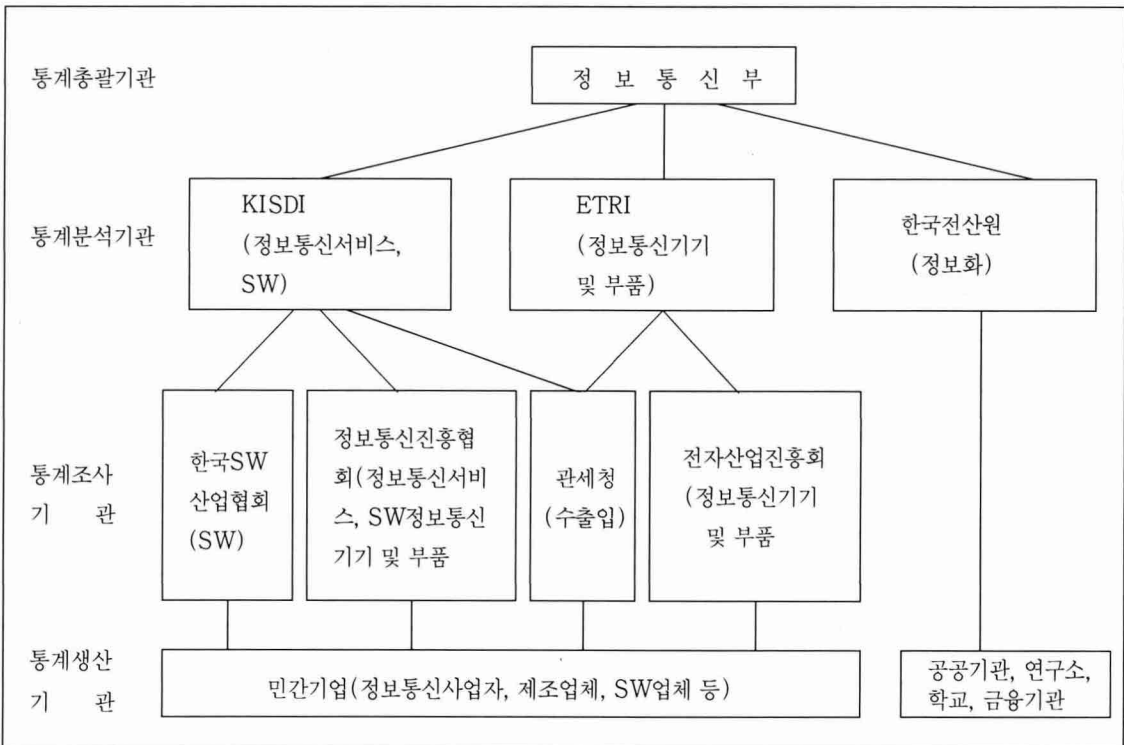 통계총괄기관
정 보 통 신 부
통계분석기관
KISDI
(정보통신서비스,
SW)
ETRI
(정보통신기기
및 부품)
한국전산원
(정보화)
통계조사
기 관
한국SW
산업협회
(SW)
정보통신진흥협
회(정보통신서비
스, SW정보통신
기기 및 부품
관세청
(수출입)
전자산업진흥회
(정보통신기기
및 부품
통계생산
기 관
민간기업(정보통신사업자, 제조업체, SW업체 등)
공공기관, 연구소,
학교, 금융기관